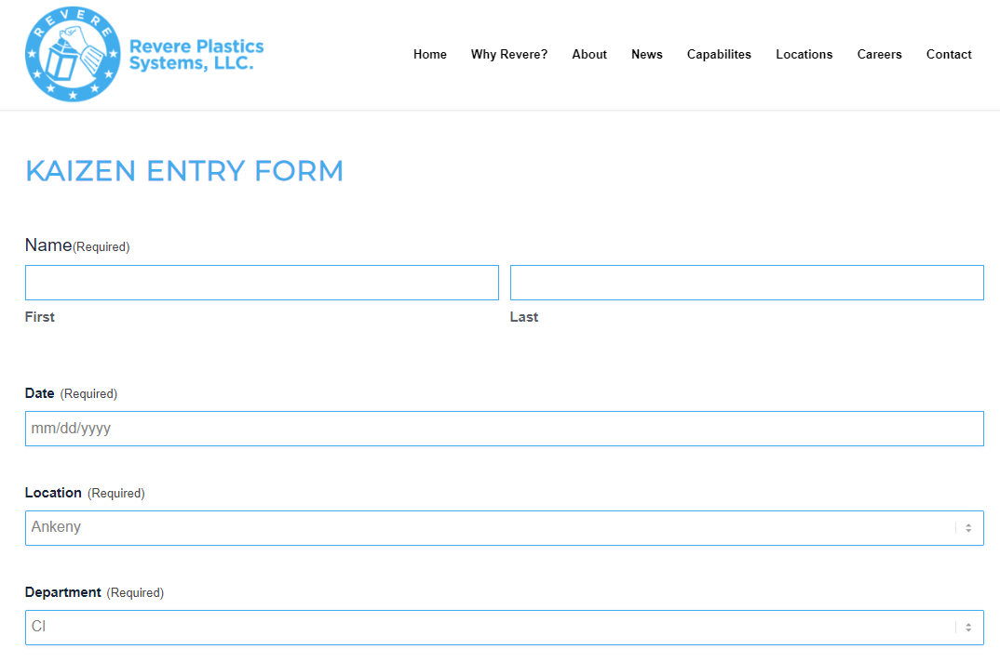 REVERE
Revere Plastics
Systems, LLC.
Home Why Revere? About News Capabilites Locations Careers Contact
KAIZEN ENTRY FORM
Name(Required)
First Last
Date (Required)
mm/dd/yyyy
Location (Required)
Ankeny
Department (Required)
CI